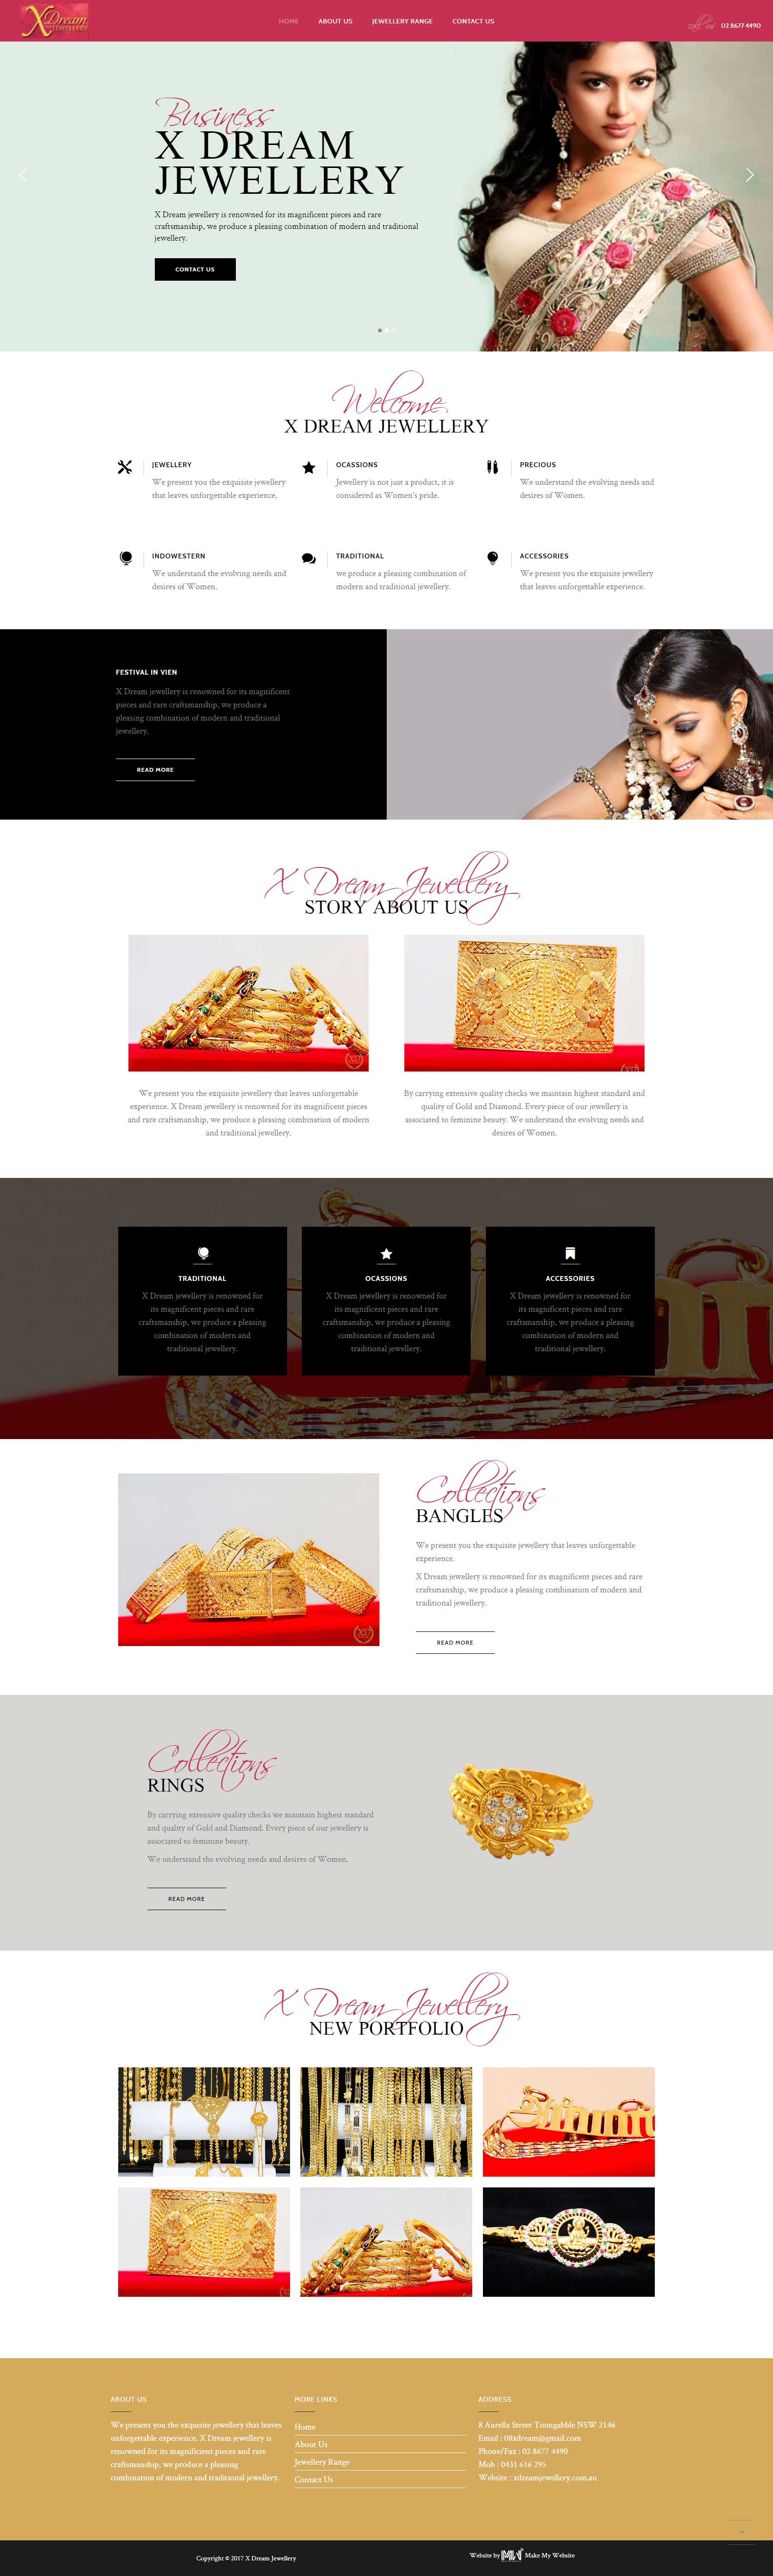 XDream
JEWELLERY
HOME ABOUT US JEWELLERY RANGE CONTACT US
call us 02 8677 4490
Business
X DREAM
JEWELLERY
X Dream jewellery is renowned for its magnificent pieces and rare
craftsmanship, we produce a pleasing combination of modern and traditional
jewellery.
CONTACT US
Welcome
X DREAM JEWELLERY
JEWELLERY
We present you the exquisite jewellery
that leaves unforgettable experience.
OCASSIONS
Jewellery is not just a product, it is
considered as Women's pride.
PRECIOUS
We understand the evolving needs and
desires of Women.
INDOWESTERN
We understand the evolving needs and
desires of Women.
TRADITIONAL
we produce a pleasing combination of
modern and traditional jewellery.
ACCESSORIES
We present you the exquisite jewellery
that leaves unforgettable experience.
FESTIVAL IN VIEN
X Dream jewellery is renowned for its magnificent
pieces and rare craftsmanship, we produce a
pleasing combination of modern and traditional
jewellery.
READ MORE
X Dream Jewellery
STORY ABOUT US
XD
XD
We present you the exquisite jewellery that leaves unforgettable
experience. X Dream jewellery is renowned for its magnificent pieces
and rare craftsmanship, we produce a pleasing combination of modern
and traditional jewellery.
By carrying extensive quality checks we maintain highest standard and
quality of Gold and Diamond. Every piece of our jewellery is
associated to feminine beauty. We understand the evolving needs and
desires of Women.
TRADITIONAL
X Dream jewellery is renowned for
its magnificent pieces and rare
craftsmanship, we produce a pleasing
combination of modern and
traditional jewellery.
OCASSIONS
X Dream jewellery is renowned for
its magnificent pieces and rare
craftsmanship, we produce a pleasing
combination of modern and
traditional jewellery.
ACCESSORIES
X Dream jewellery is renowned for
its magnificent pieces and rare
craftsmanship, we produce a pleasing
combination of modern and
traditional jewellery.
XD
Collections
BANGLES
We present you the exquisite jewellery that leaves unforgettable
experience.
X Dream jewellery is renowned for its magnificent pieces and rare
craftsmanship, we produce a pleasing combination of modern and
traditional jewellery.
READ MORE
Collections
RINGS
By carrying extensive quality checks we maintain highest standard
and quality of Gold and Diamond. Every piece of our jewellery is
associated to feminine beauty.
We understand the evolving needs and desires of Women.
READ MORE
X Dream Jewellery
NEW PORTFOLIO
ABOUT US
We present you the exquisite jewellery that leaves
unforgettable experience. X Dream jewellery is
renowned for its magnificient pieces and rare
craftsmanship, we produce a pleasing
combination of modern and traditional jewellery.
MORE LINKS
Home
About Us
Jewellery Range
Contact Us
ADDRESS
8 Aurella Street Toongabble NSW 2146
Email : 08xdream@gmail.com
Phone/Fax : 02 8677 4490
Mob : 0431 616 295
Website : xdreamjewellery.com.au
Copyright © 2017 X Dream Jewellery
Website by Make My Website